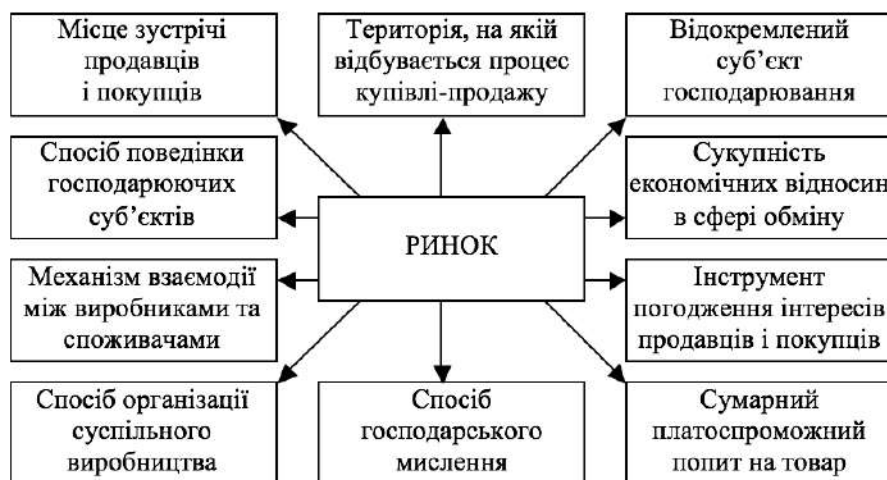 Місце зустрічі
продавців
і покупців
Територія, на якій
відбувається процес
купівлі-продажу
Відокремлений
суб’єкт
господарювання
Спосіб поведінки
господарюючих
суб’єктів
РИНОК
Сукупність
економічних відносин
в сфері обміну
Механізм взаємодії
між виробниками та
споживачами
Інструмент
погодження інтересів
продавців і покупців
Спосіб організації
суспільного
виробництва
Спосіб
господарського
мислення
Сумарний
платоспроможний
попит на товар